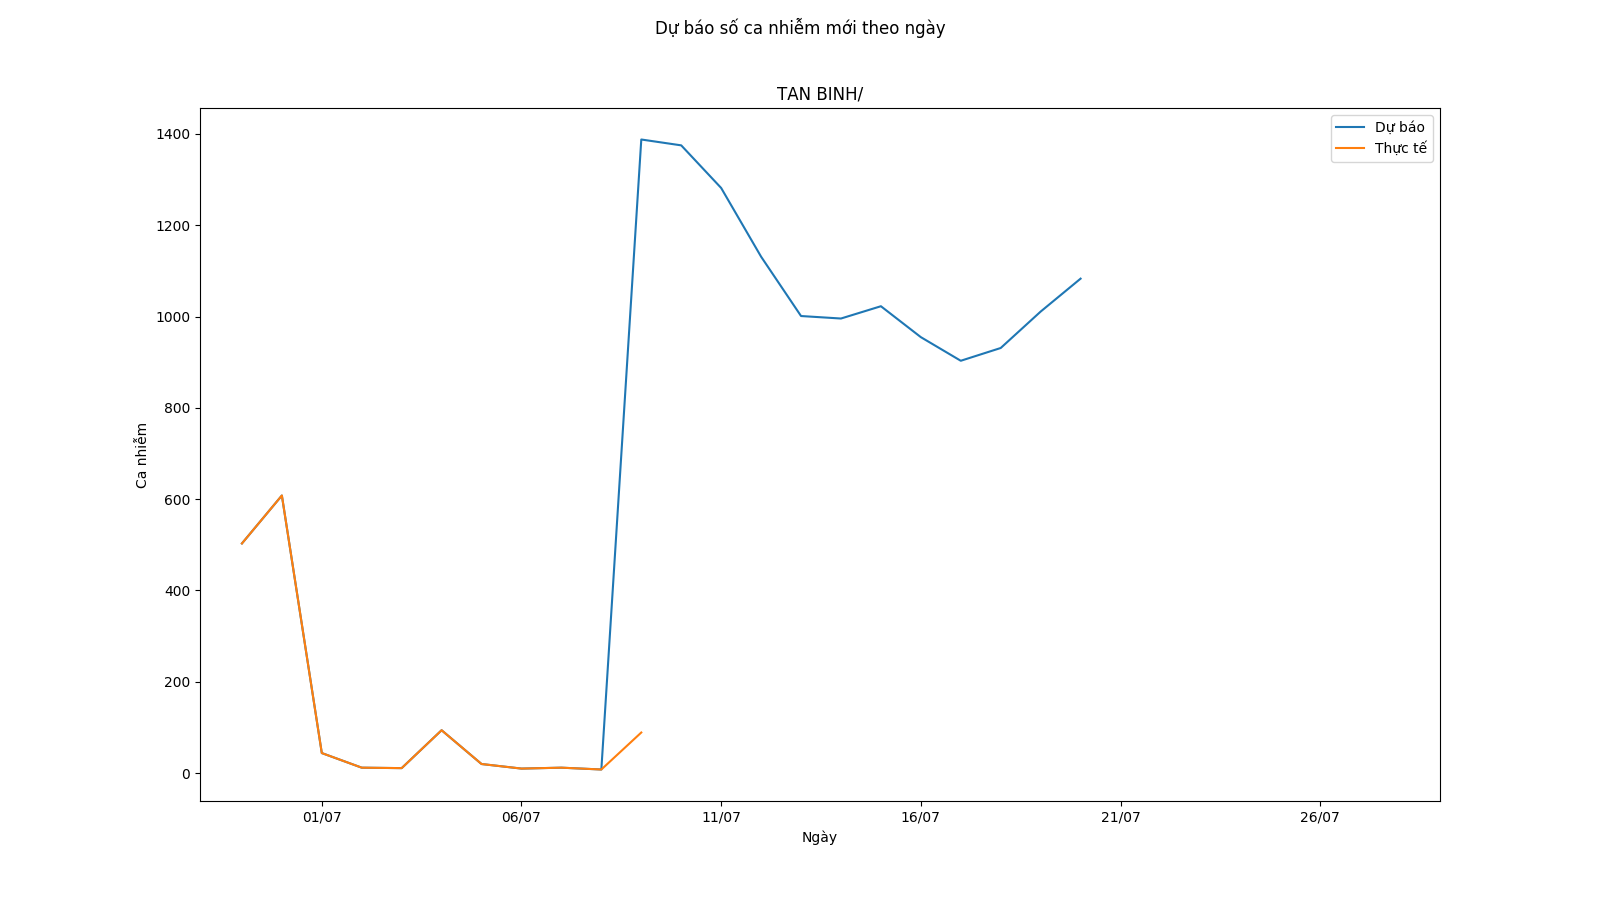 Dự báo số ca nhiễm mới theo ngày
TAN BINH/
Dự báo
Thực tế
1400
1200
1000
800
600
400
200
0
Ca nhiễm
01/07
06/07
11/07
16/07
21/07
26/07
Ngày